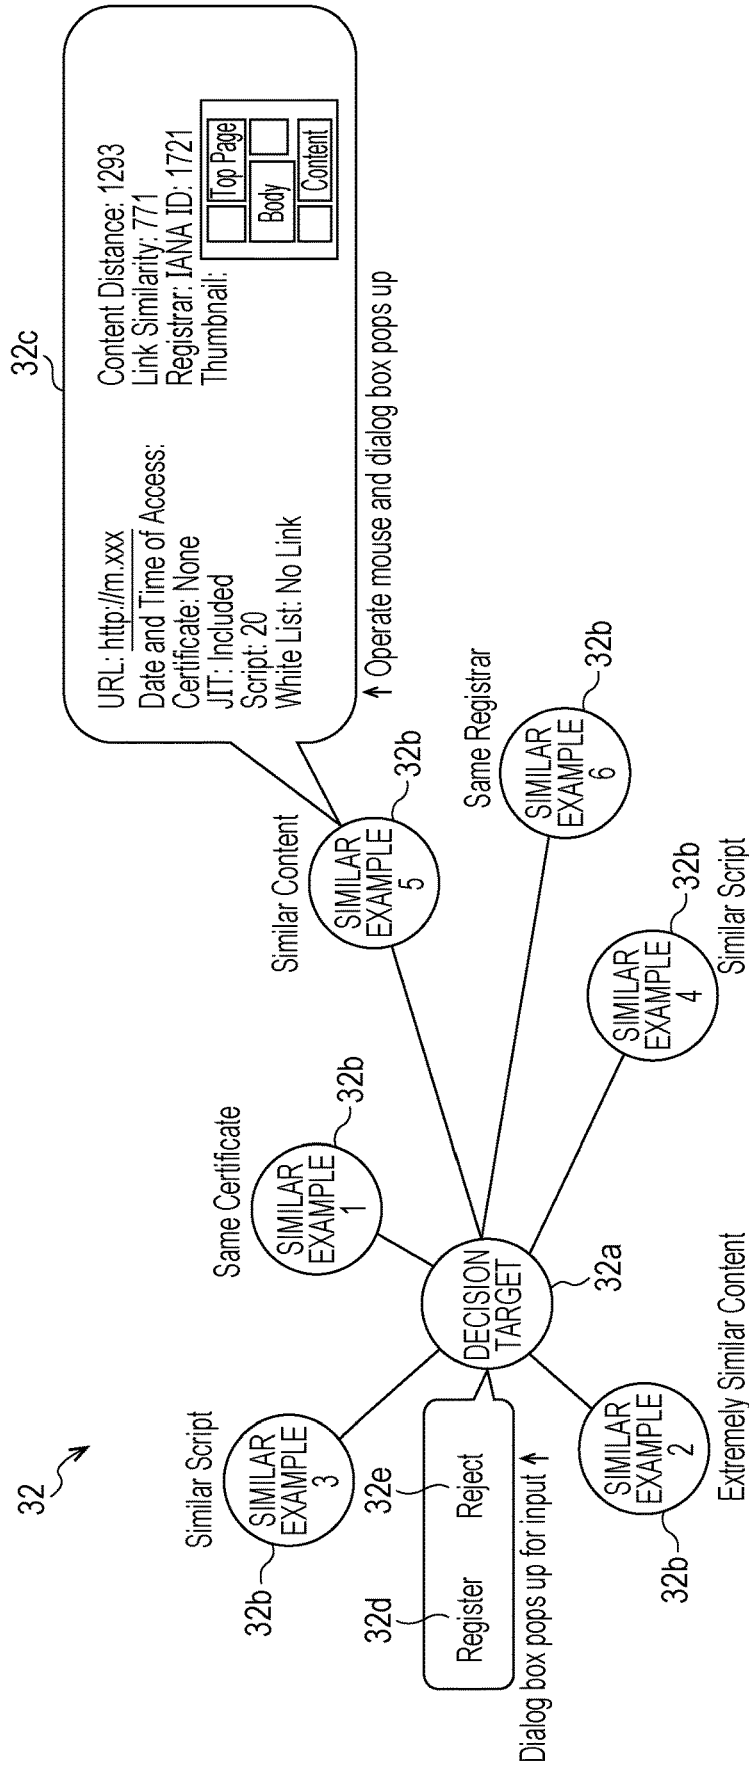 32
32c
URL: http://m.xxx
Date and Time of Access:
Certificate: None
JIT: Included
Script: 20
White List: No Link
Content Distance: 1293
Link Similarity: 771
Registrar: IANA ID: 1721
Thumbnail:
Top Page
Body
Content
↑ Operate mouse and dialog box pops up
Similar Script
SIMILAR
EXAMPLE
3
32b
Same Certificate
SIMILAR
EXAMPLE
1
32b
Similar Content
SIMILAR
EXAMPLE
5
32b
Same Registrar
SIMILAR
EXAMPLE
6
32b
32d
32e
Register
Reject
Dialog box pops up for input ↑
DECISION
TARGET
32a
SIMILAR
EXAMPLE
2
32b
Extremely Similar Content
SIMILAR
EXAMPLE
4
32b
Similar Script